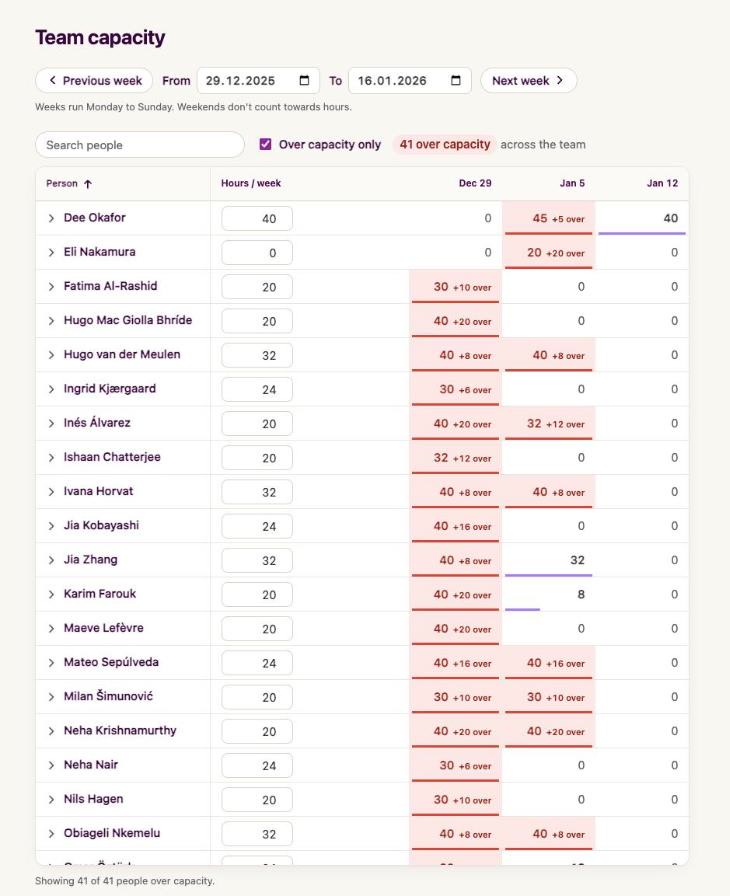 Team capacity
Previous week From 29.12.2025 To 16.01.2026 Next week
Weeks run Monday to Sunday. Weekends don't count towards hours.
Search people Over capacity only 41 over capacity across the team
Person Hours / week Dec 29 Jan 5 Jan 12
Dee Okafor 40 0 45 +5 over 40
Eli Nakamura 0 0 20 +20 over 0
Fatima Al-Rashid 20 30 +10 over 0 0
Hugo Mac Giolla Bhríde 20 40 +20 over 0 0
Hugo van der Meulen 32 40 +8 over 40 +8 over 0
Ingrid Kjærgaard 24 30 +6 over 0 0
Inés Álvarez 20 40 +20 over 32 +12 over 0
Ishaan Chatterjee 20 32 +12 over 0 0
Ivana Horvat 32 40 +8 over 40 +8 over 0
Jia Kobayashi 24 40 +16 over 0 0
Jia Zhang 32 40 +8 over 32 0
Karim Farouk 20 40 +20 over 8 0
Maeve Lefèvre 20 40 +20 over 0 0
Mateo Sepúlveda 24 40 +16 over 40 +16 over 0
Milan Šimunović 20 30 +10 over 30 +10 over 0
Neha Krishnamurthy 20 40 +20 over 40 +20 over 0
Neha Nair 24 30 +6 over 0 0
Nils Hagen 20 30 +10 over 0 0
Obiageli Nkemelu 32 40 +8 over 40 +8 over 0
Showing 41 of 41 people over capacity.